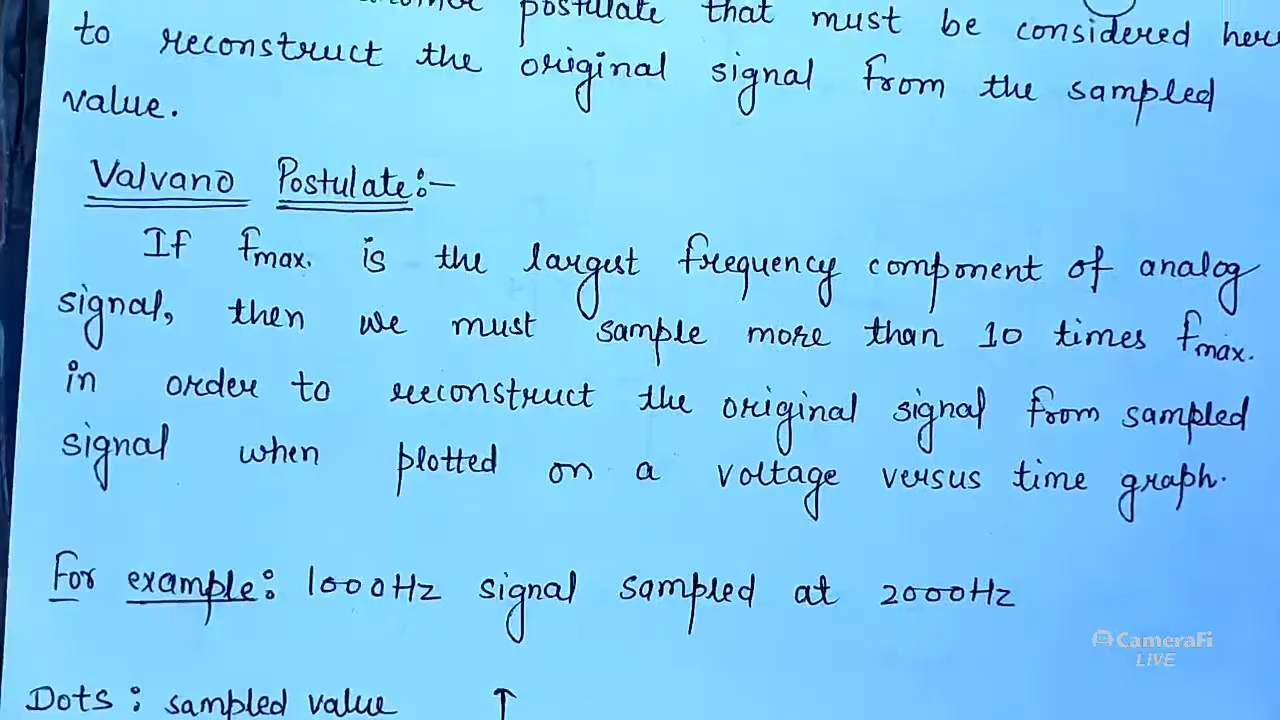 postulate that must be considered here
to reconstruct the original signal from the sampled
value.
Valvano Postulate:-
If fmax. is the largest frequency component of analog
signal, then we must sample more than 10 times fmax.
in order to reconstruct the original signal from sampled
signal when plotted on a voltage versus time graph.
For example: 1000Hz signal sampled at 2000Hz
CameraFi
LIVE
Dots : sampled value